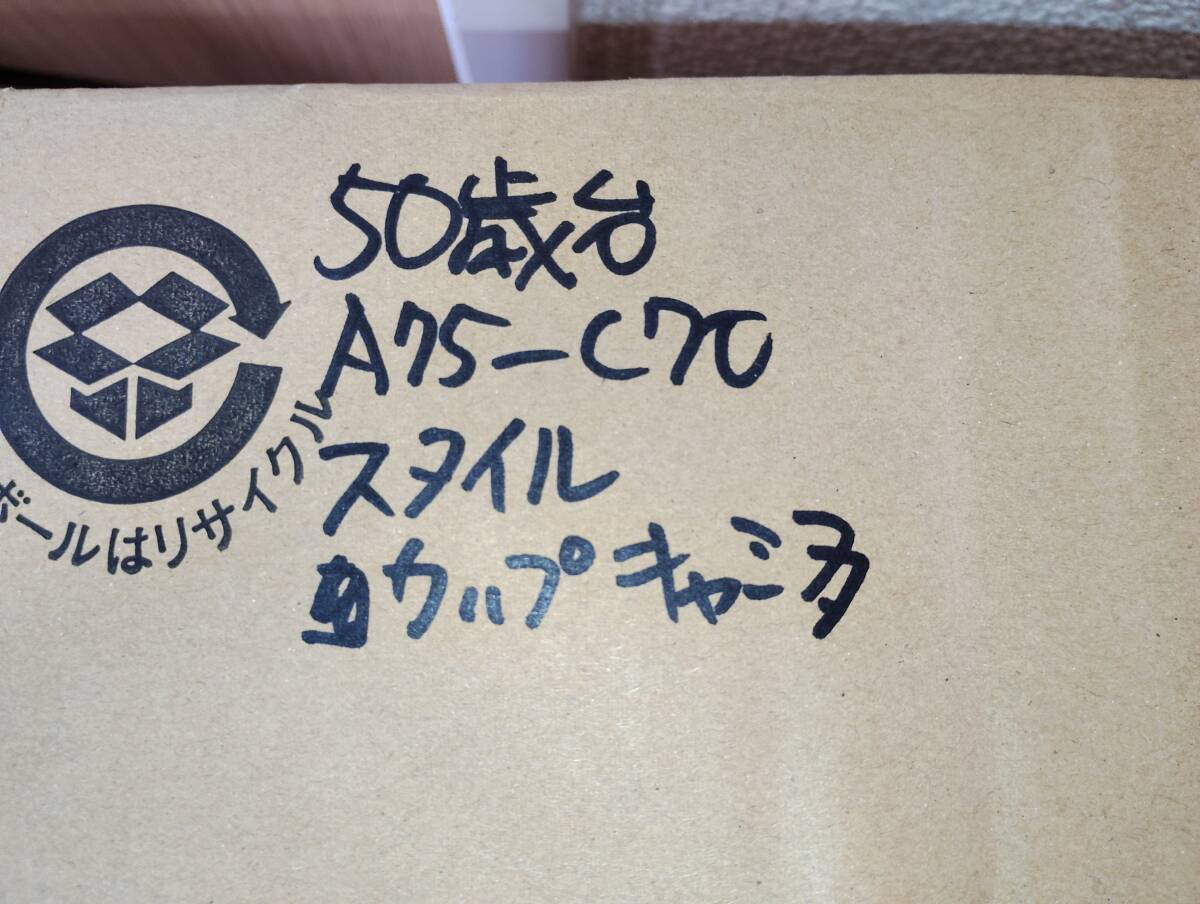 50歳台
A75-C70
スタイル
カップ キャミ
ボールはリサイクル